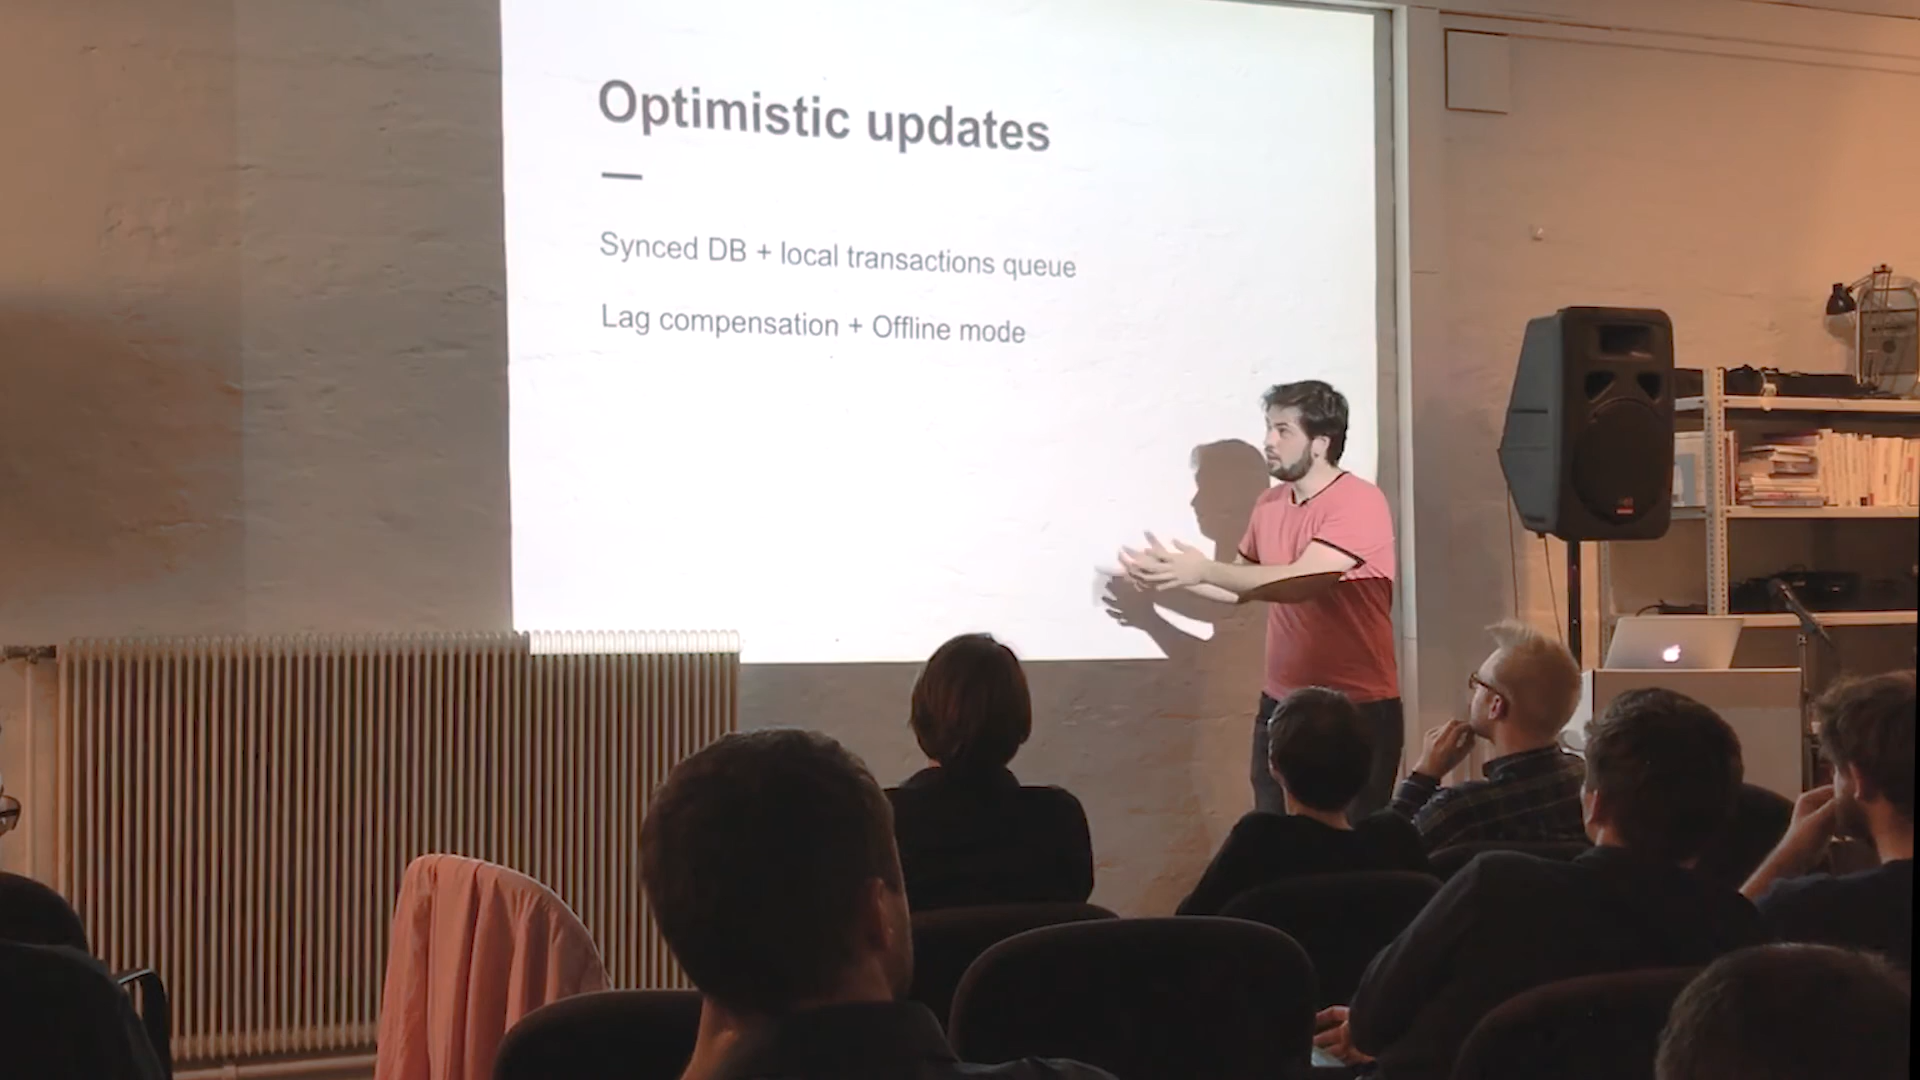 Optimistic updates
Synced DB + local transactions queue
Lag compensation + Offline mode